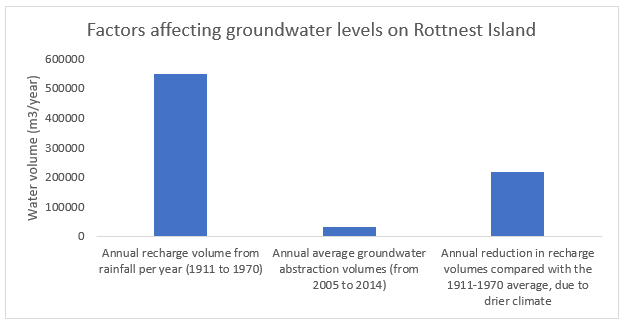 Factors affecting groundwater levels on Rottnest Island
Water volume (m3/year)
600000
500000
400000
300000
200000
100000
0
Annual recharge volume from
rainfall per year (1911 to 1970)
Annual average groundwater
abstraction volumes (from
2005 to 2014)
Annual reduction in recharge
volumes compared with the
1911-1970 average, due to
drier climate